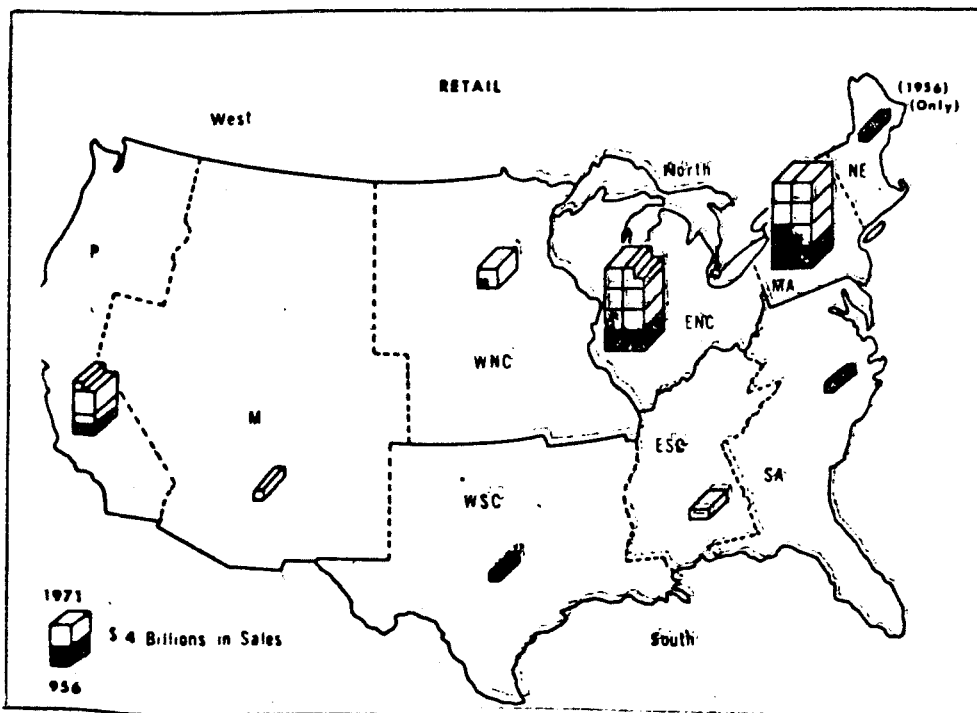 RETAIL
West
(1956)
(Only)
North
NE
P
MA
ENC
WNC
M
ESC
SA
WSC
1971
$ 4 Billions in Sales
South
956